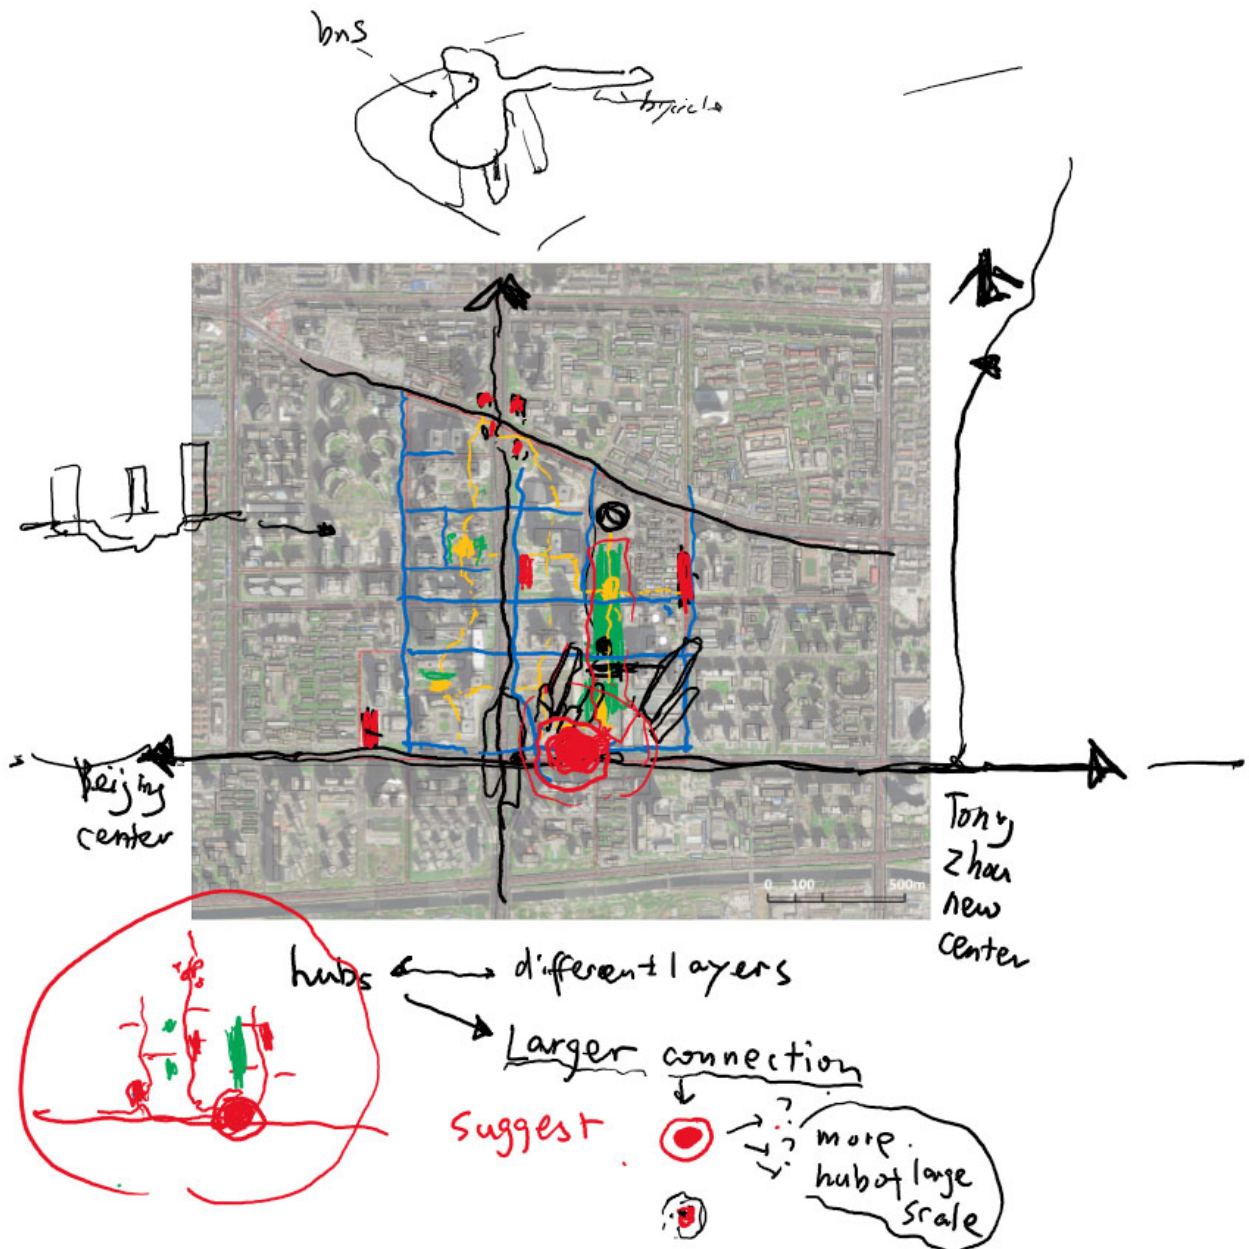 bus
bycicle
Beijing
center
0 100 500m
Tong
Zhou
new
center
hubs
different layers
Larger connection
Suggest
more
hub of large
scale